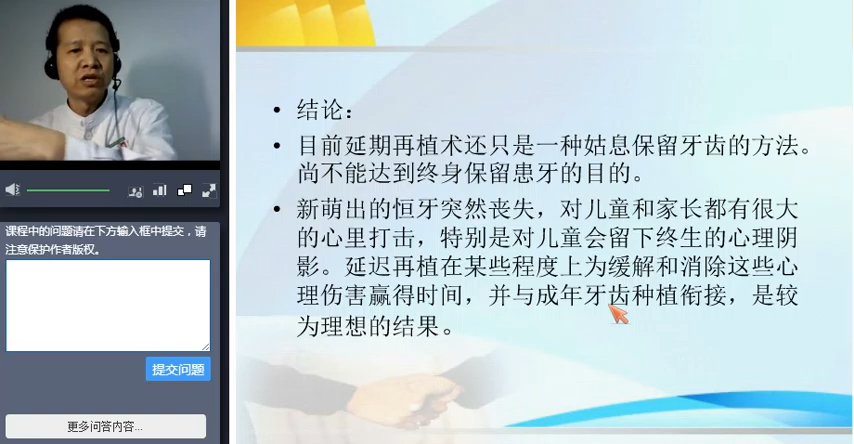 课程中的问题请在下方输入框中提交，请
注意保护作者版权。
提交问题
更多问答内容...
结论：
目前延期再植术还只是一种姑息保留牙齿的方法。
尚不能达到终身保留患牙的目的。
新萌出的恒牙突然丧失，对儿童和家长都有很大
的心里打击，特别是对儿童会留下终生的心理阴
影。延迟再植在某些程度上为缓解和消除这些心
理伤害赢得时间，并与成年牙齿种植衔接，是较
为理想的结果。